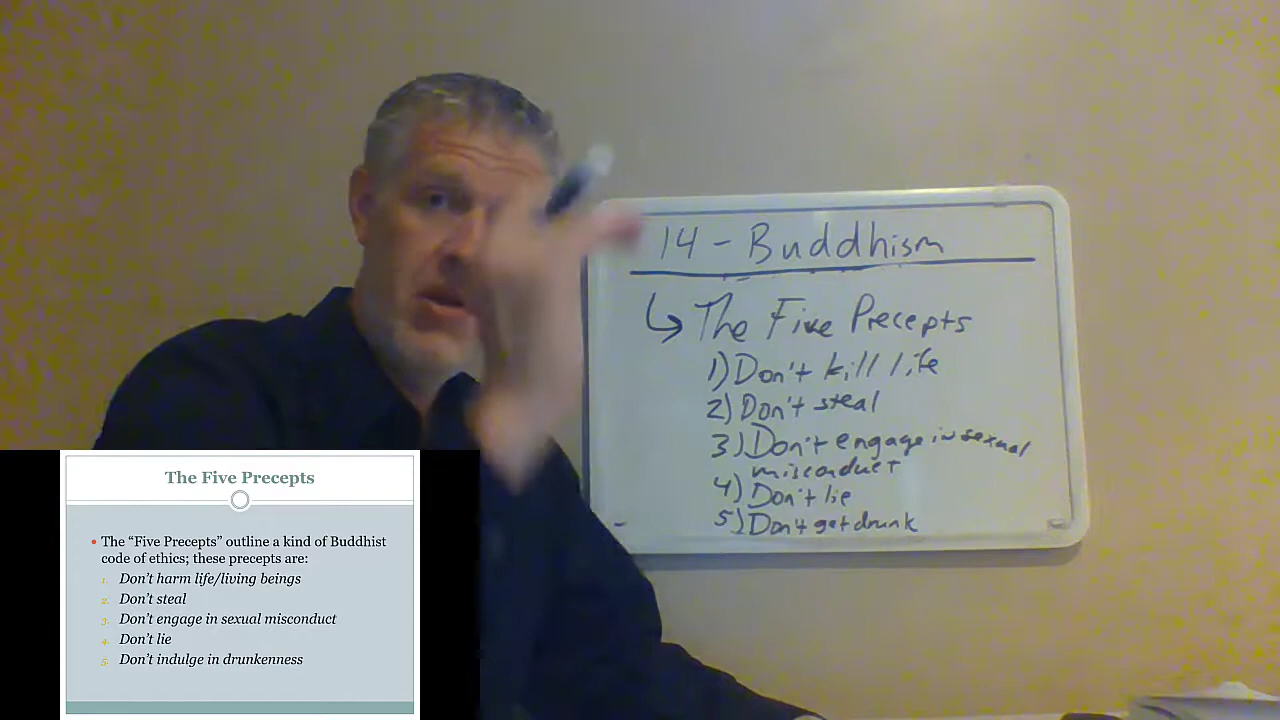 14 - Buddhism
↳ The Five Precepts
1) Don't kill life
2) Don't steal
3) Don't engage in sexual
misconduct
4) Don't lie
5) Don't get drunk
The Five Precepts
• The “Five Precepts” outline a kind of Buddhist
code of ethics; these precepts are:
1. Don’t harm life/living beings
2. Don’t steal
3. Don’t engage in sexual misconduct
4. Don’t lie
5. Don’t indulge in drunkenness